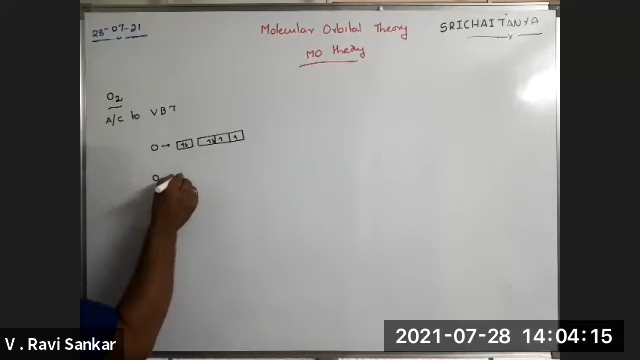 28-07-21
Molecular Orbital Theory
SRICHAITANYA
MO theory
O2
A/C to VBT
O → ↑↓ ↑↓ ↑ ↑
O
V . Ravi Sankar
2021-07-28 14:04:15